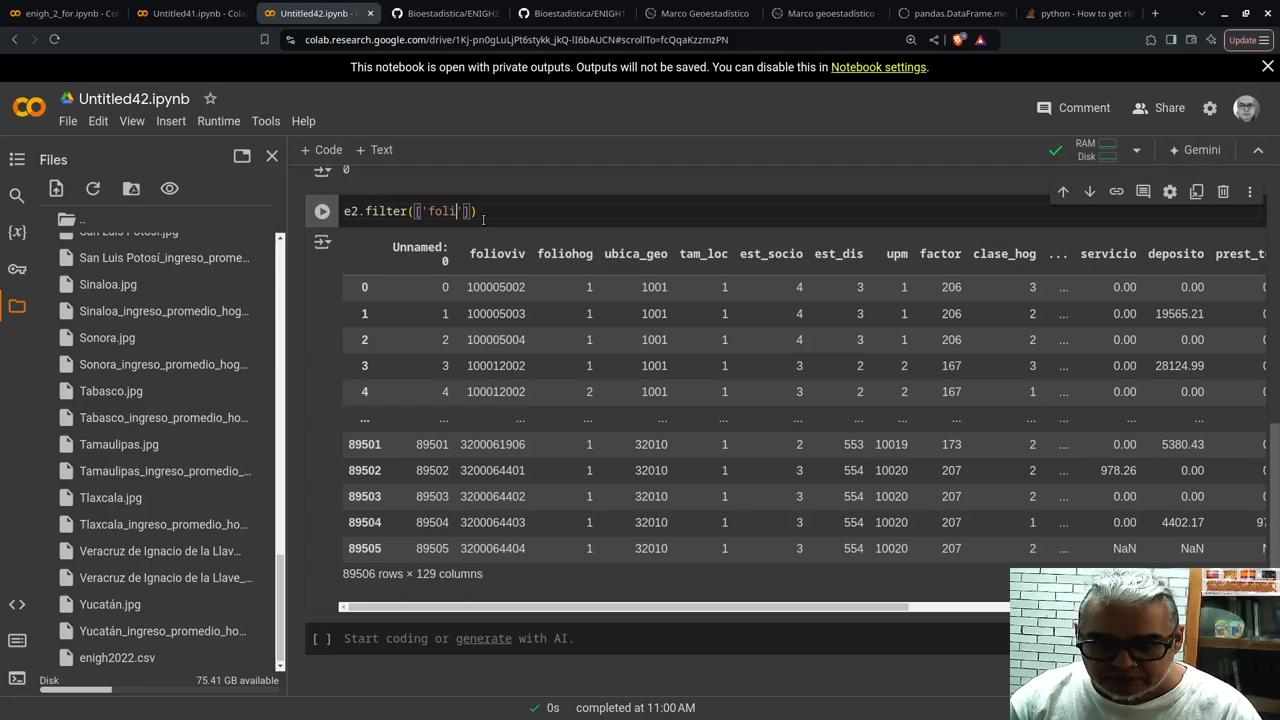 enigh_2_for.ipynb - Cola
Untitled41.ipynb - Colab
Untitled42.ipynb - Colab
Bioestadistica/ENIGH2
Bioestadistica/ENIGH1
Marco Geoestadístico
Marco geoestadístico -
pandas.DataFrame.me
python - How to get rid
colab.research.google.com/drive/1Kj-pn0gLuLjPt6stykk_jkQ-lI6bAUCN#scrollTo=fcQqaKzzmzPN
Update
This notebook is open with private outputs. Outputs will not be saved. You can disable this in Notebook settings.
Untitled42.ipynb
File Edit View Insert Runtime Tools Help
Comment
Share
Files
+ Code + Text
RAM
Disk
Gemini
..
San Luis Potosí.jpg
San Luis Potosí_ingreso_prome...
Sinaloa.jpg
Sinaloa_ingreso_promedio_hog...
Sonora.jpg
Sonora_ingreso_promedio_hog...
Tabasco.jpg
Tabasco_ingreso_promedio_ho...
Tamaulipas.jpg
Tamaulipas_ingreso_promedio_...
Tlaxcala.jpg
Tlaxcala_ingreso_promedio_ho...
Veracruz de Ignacio de la Llav...
Veracruz de Ignacio de la Llave_...
Yucatán.jpg
Yucatán_ingreso_promedio_ho...
enigh2022.csv
Disk
75.41 GB available
0
e2.filter(['foli'])
Unnamed: 0 folioviv foliohog ubica_geo tam_loc est_socio est_dis upm factor clase_hog ... servicio deposito prest_t
0 0 100005002 1 1001 1 4 3 1 206 3 ... 0.00 0.00
1 1 100005003 1 1001 1 4 3 1 206 2 ... 0.00 19565.21
2 2 100005004 1 1001 1 4 3 1 206 2 ... 0.00 0.00
3 3 100012002 1 1001 1 3 2 2 167 3 ... 0.00 28124.99
4 4 100012002 2 1001 1 3 2 2 167 1 ... 0.00 0.00
... ... ... ... ... ... ... ... ... ... ... ... ... ...
89501 89501 3200061906 1 32010 1 2 553 10019 173 2 ... 0.00 5380.43
89502 89502 3200064401 1 32010 1 3 554 10020 207 2 ... 978.26 0.00
89503 89503 3200064402 1 32010 1 3 554 10020 207 2 ... 0.00 0.00
89504 89504 3200064403 1 32010 1 3 554 10020 207 1 ... 0.00 4402.17 97
89505 89505 3200064404 1 32010 1 3 554 10020 207 2 ... NaN NaN
89506 rows × 129 columns
[ ] Start coding or generate with AI.
0s completed at 11:00 AM